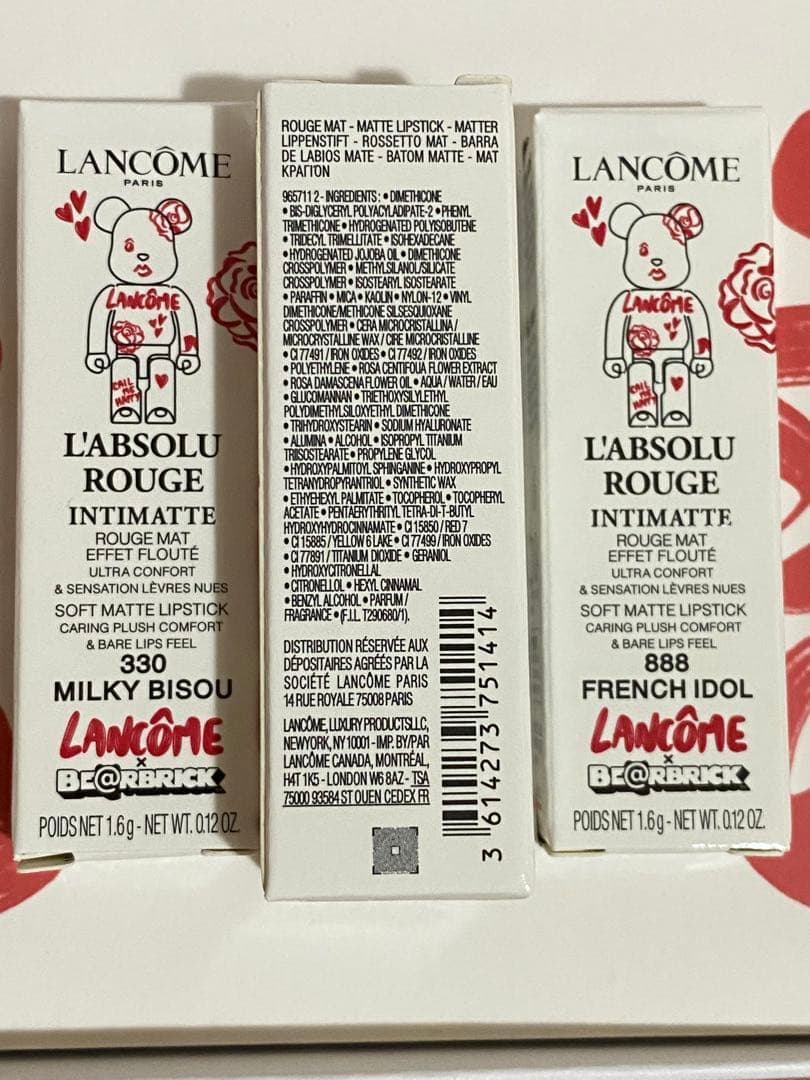 LANCÔME
PARIS
LANCÔME
CALL
ME
MATT
L'ABSOLU
ROUGE
INTIMATTE
ROUGE MAT
EFFET FLOUTÉ
ULTRA CONFORT
& SENSATION LÈVRES NUES
SOFT MATTE LIPSTICK
CARING PLUSH COMFORT
& BARE LIPS FEEL
330
MILKY BISOU
LANCÔME
×
BE@RBRICK
POIDS NET 1.6g - NET WT. 0.12 OZ.
ROUGE MAT - MATTE LIPSTICK - MATTER
LIPPENSTIFT - ROSSETTO MAT - BARRA
DE LABIOS MATE - BATOM MATTE - MAT
ΚΡΑΓΙΟΝ
965711 2 - INGREDIENTS : • DIMETHICONE
• BIS-DIGLYCERYL POLYACYLADIPATE-2 • PHENYL
TRIMETHICONE • HYDROGENATED POLYISOBUTENE
• TRIDECYL TRIMELLITATE • ISOHEXADECANE
• HYDROGENATED JOJOBA OIL • DIMETHICONE
CROSSPOLYMER • METHYLSILANOL/SILICATE
CROSSPOLYMER • ISOSTEARYL ISOSTEARATE
• PARAFFIN • MICA • KAOLIN • NYLON-12 • VINYL
DIMETHICONE/METHICONE SILSESQUIOXANE
CROSSPOLYMER • CERA MICROCRISTALLINA /
MICROCRYSTALLINE WAX / CIRE MICROCRISTALLINE
• CI 77491 / IRON OXIDES • CI 77492 / IRON OXIDES
• POLYETHYLENE • ROSA CENTIFOLIA FLOWER EXTRACT
• ROSA DAMASCENA FLOWER OIL • AQUA / WATER / EAU
• GLUCOMANNAN • TRIETHOXYSILYLETHYL
POLYDIMETHYLSILOXYETHYL DIMETHICONE
• TRIHYDROXYSTEARIN • SODIUM HYALURONATE
• ALUMINA • ALCOHOL • ISOPROPYL TITANIUM
TRIISOSTEARATE • PROPYLENE GLYCOL
• HYDROXYPALMITOYL SPHINGANINE • HYDROXYPROPYL
TETRAHYDROPYRANTRIOL • SYNTHETIC WAX
• ETHYLHEXYL PALMITATE • TOCOPHEROL • TOCOPHERYL
ACETATE • PENTAERYTHRITYL TETRA-DI-T-BUTYL
HYDROXYHYDROCINNAMATE • CI 15850 / RED 7
• CI 15885 / YELLOW 6 LAKE • CI 77499 / IRON OXIDES
• CI 77891 / TITANIUM DIOXIDE • GERANIOL
• HYDROXYCITRONELLAL
• CITRONELLOL • HEXYL CINNAMAL
• BENZYL ALCOHOL • PARFUM /
FRAGRANCE • (F.I.L. T290680/1).
DISTRIBUTION RÉSERVÉE AUX
DÉPOSITAIRES AGRÉÉS PAR LA
SOCIÉTÉ LANCÔME PARIS
14 RUE ROYALE 75008 PARIS
LANCÔME, LUXURY PRODUCTS LLC,
NEW YORK, NY 10001 - IMP. BY/PAR
LANCÔME CANADA, MONTRÉAL,
H4T 1K5 - LONDON W6 8AZ - TSA
75000 93584 ST OUEN CEDEX FR
3 614273 751414
LANCÔME
PARIS
LANCÔME
CALL
ME
MATT
L'ABSOLU
ROUGE
INTIMATTE
ROUGE MAT
EFFET FLOUTÉ
ULTRA CONFORT
& SENSATION LÈVRES NUES
SOFT MATTE LIPSTICK
CARING PLUSH COMFORT
& BARE LIPS FEEL
888
FRENCH IDOL
LANCÔME
×
BE@RBRICK
POIDS NET 1.6g - NET WT. 0.12 OZ.